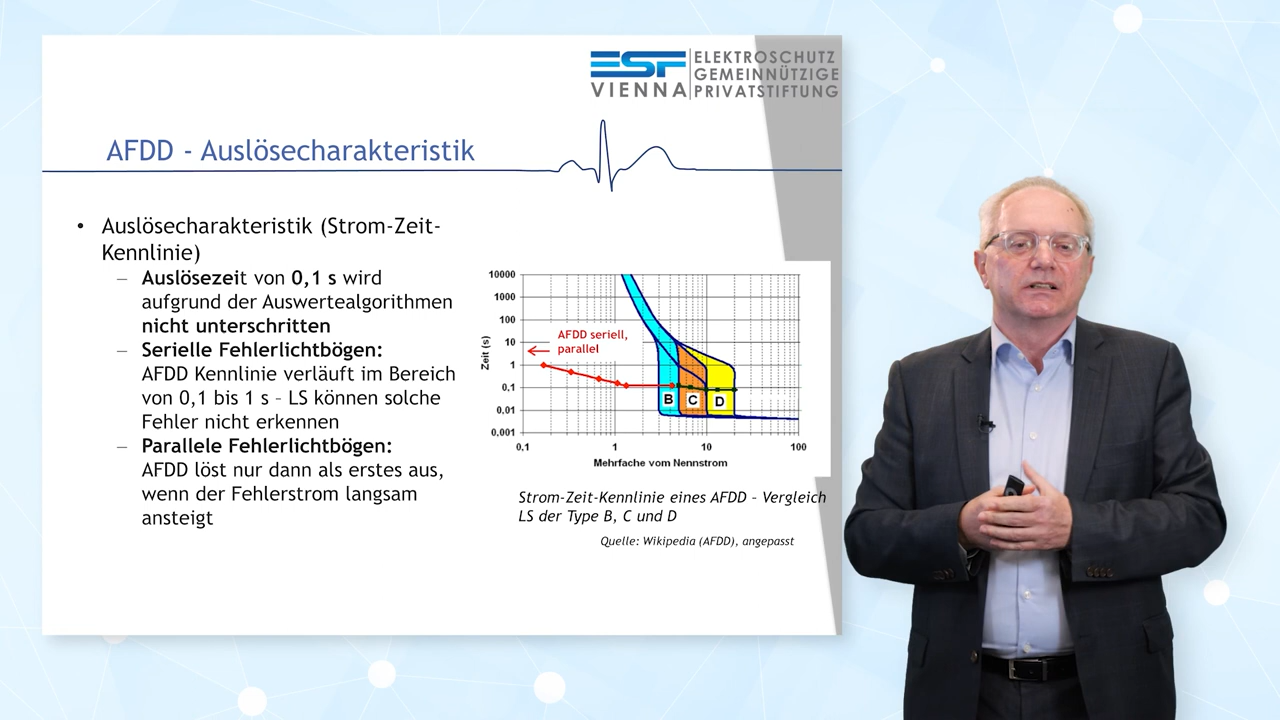 ESF
VIENNA
ELEKTROSCHUTZ
GEMEINNÜTZIGE
PRIVATSTIFTUNG
AFDD - Auslösecharakteristik
• Auslösecharakteristik (Strom-Zeit-
Kennlinie)
– Auslösezeit von 0,1 s wird
aufgrund der Auswertealgorithmen
nicht unterschritten
– Serielle Fehlerlichtbögen:
AFDD Kennlinie verläuft im Bereich
von 0,1 bis 1 s – LS können solche
Fehler nicht erkennen
– Parallele Fehlerlichtbögen:
AFDD löst nur dann als erstes aus,
wenn der Fehlerstrom langsam
ansteigt
Zeit (s)
10000
1000
100
10
1
0,1
0,01
0,001
AFDD seriell,
parallel
B C D
0.1 1 10 100
Mehrfache vom Nennstrom
Strom-Zeit-Kennlinie eines AFDD – Vergleich
LS der Type B, C und D
Quelle: Wikipedia (AFDD), angepasst